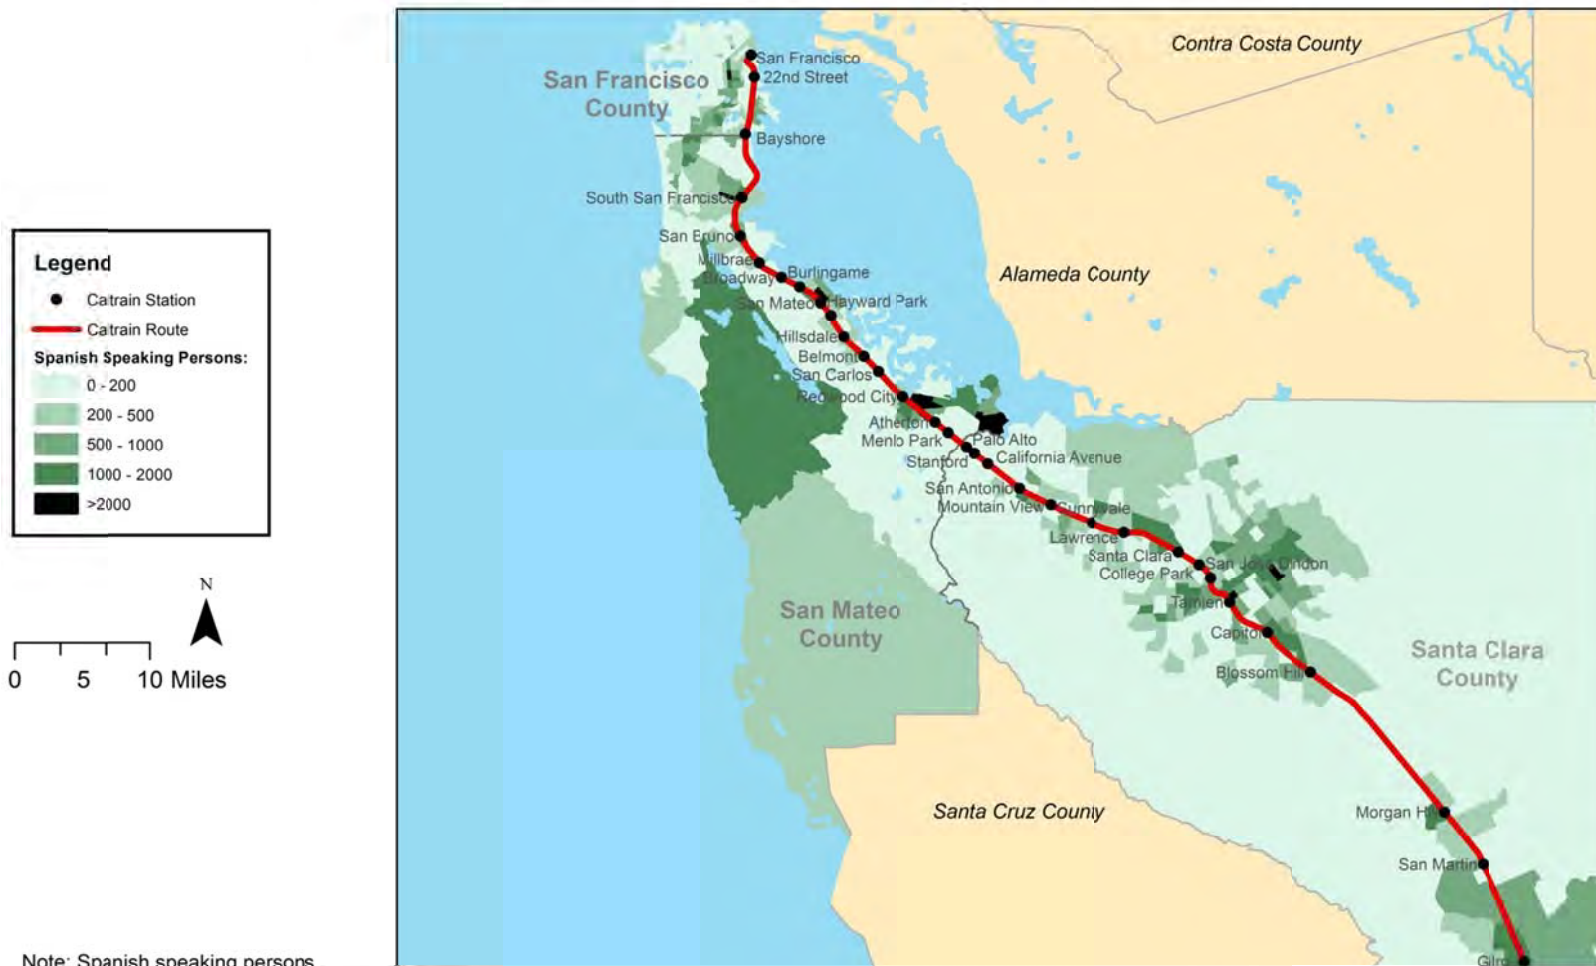 Legend
Caltrain Station
Caltrain Route
Spanish Speaking Persons:
0 - 200
200 - 500
500 - 1000
1000 - 2000
>2000
N
0 5 10 Miles
Note: Spanish speaking persons
San Francisco
County
San Francisco
22nd Street
Bayshore
South San Francisco
San Bruno
Millbrae
Broadway
Burlingame
San Mateo
Hayward Park
Hillsdale
Belmont
San Carlos
Redwood City
Atherton
Menlo Park
Palo Alto
Stanford
California Avenue
San Antonio
Mountain View
Sunnyvale
Lawrence
Santa Clara
College Park
San Jose Diridon
Tamien
Capitol
Blossom Hill
Morgan H
San Martin
Gilro
Contra Costa County
Alameda County
San Mateo
County
Santa Clara
County
Santa Cruz County